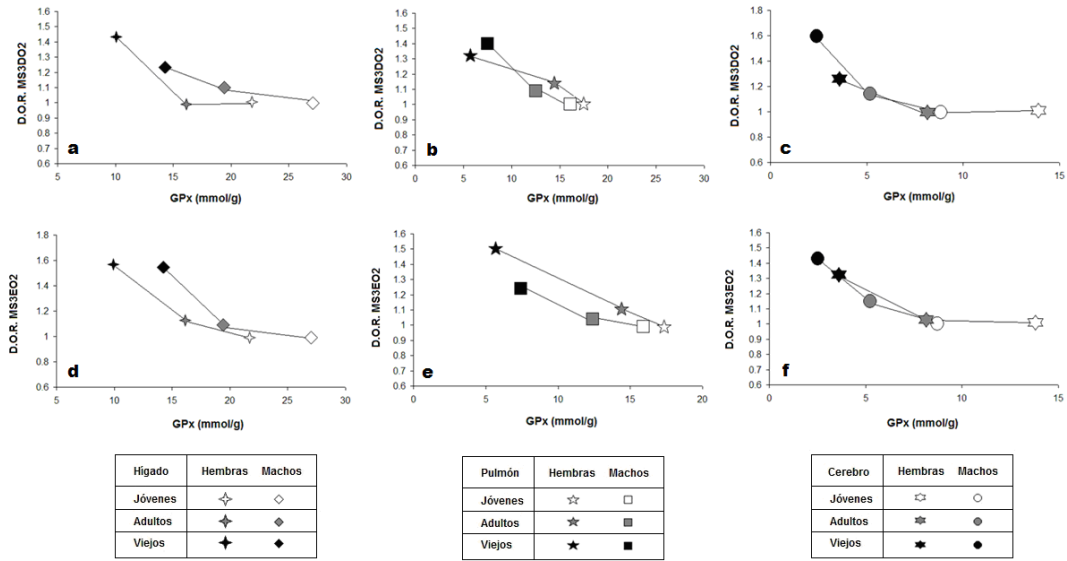 D.O.R. MS3DO2
1.6
1.5
1.4
1.3
1.2
1.1
1
0.9
0.8
0.7
0.6
a
5 10 15 20 25 30
GPx (mmol/g)
D.O.R. MS3DO2
1.6
1.5
1.4
1.3
1.2
1.1
1
0.9
0.8
0.7
0.6
b
0 5 10 15 20 25 30
GPx (mmol/g)
D.O.R. MS3DO2
1.8
1.6
1.4
1.2
1
0.8
0.6
c
0 5 10 15
GPx (mmol/g)
D.O.R. MS3EO2
1.8
1.6
1.4
1.2
1
0.8
0.6
d
5 10 15 20 25 30
GPx (mmol/g)
D.O.R. MS3EO2
1.6
1.5
1.4
1.3
1.2
1.1
1.0
0.9
0.8
0.7
0.6
e
0 5 10 15 20
GPx (mmol/g)
D.O.R. MS3EO2
1.6
1.5
1.4
1.3
1.2
1.1
1
0.9
0.8
0.7
0.6
f
0 5 10 15
GPx (mmol/g)
Hígado Hembras Machos
Jóvenes
Adultos
Viejos
Pulmón Hembras Machos
Jóvenes
Adultos
Viejos
Cerebro Hembras Machos
Jóvenes
Adultos
Viejos